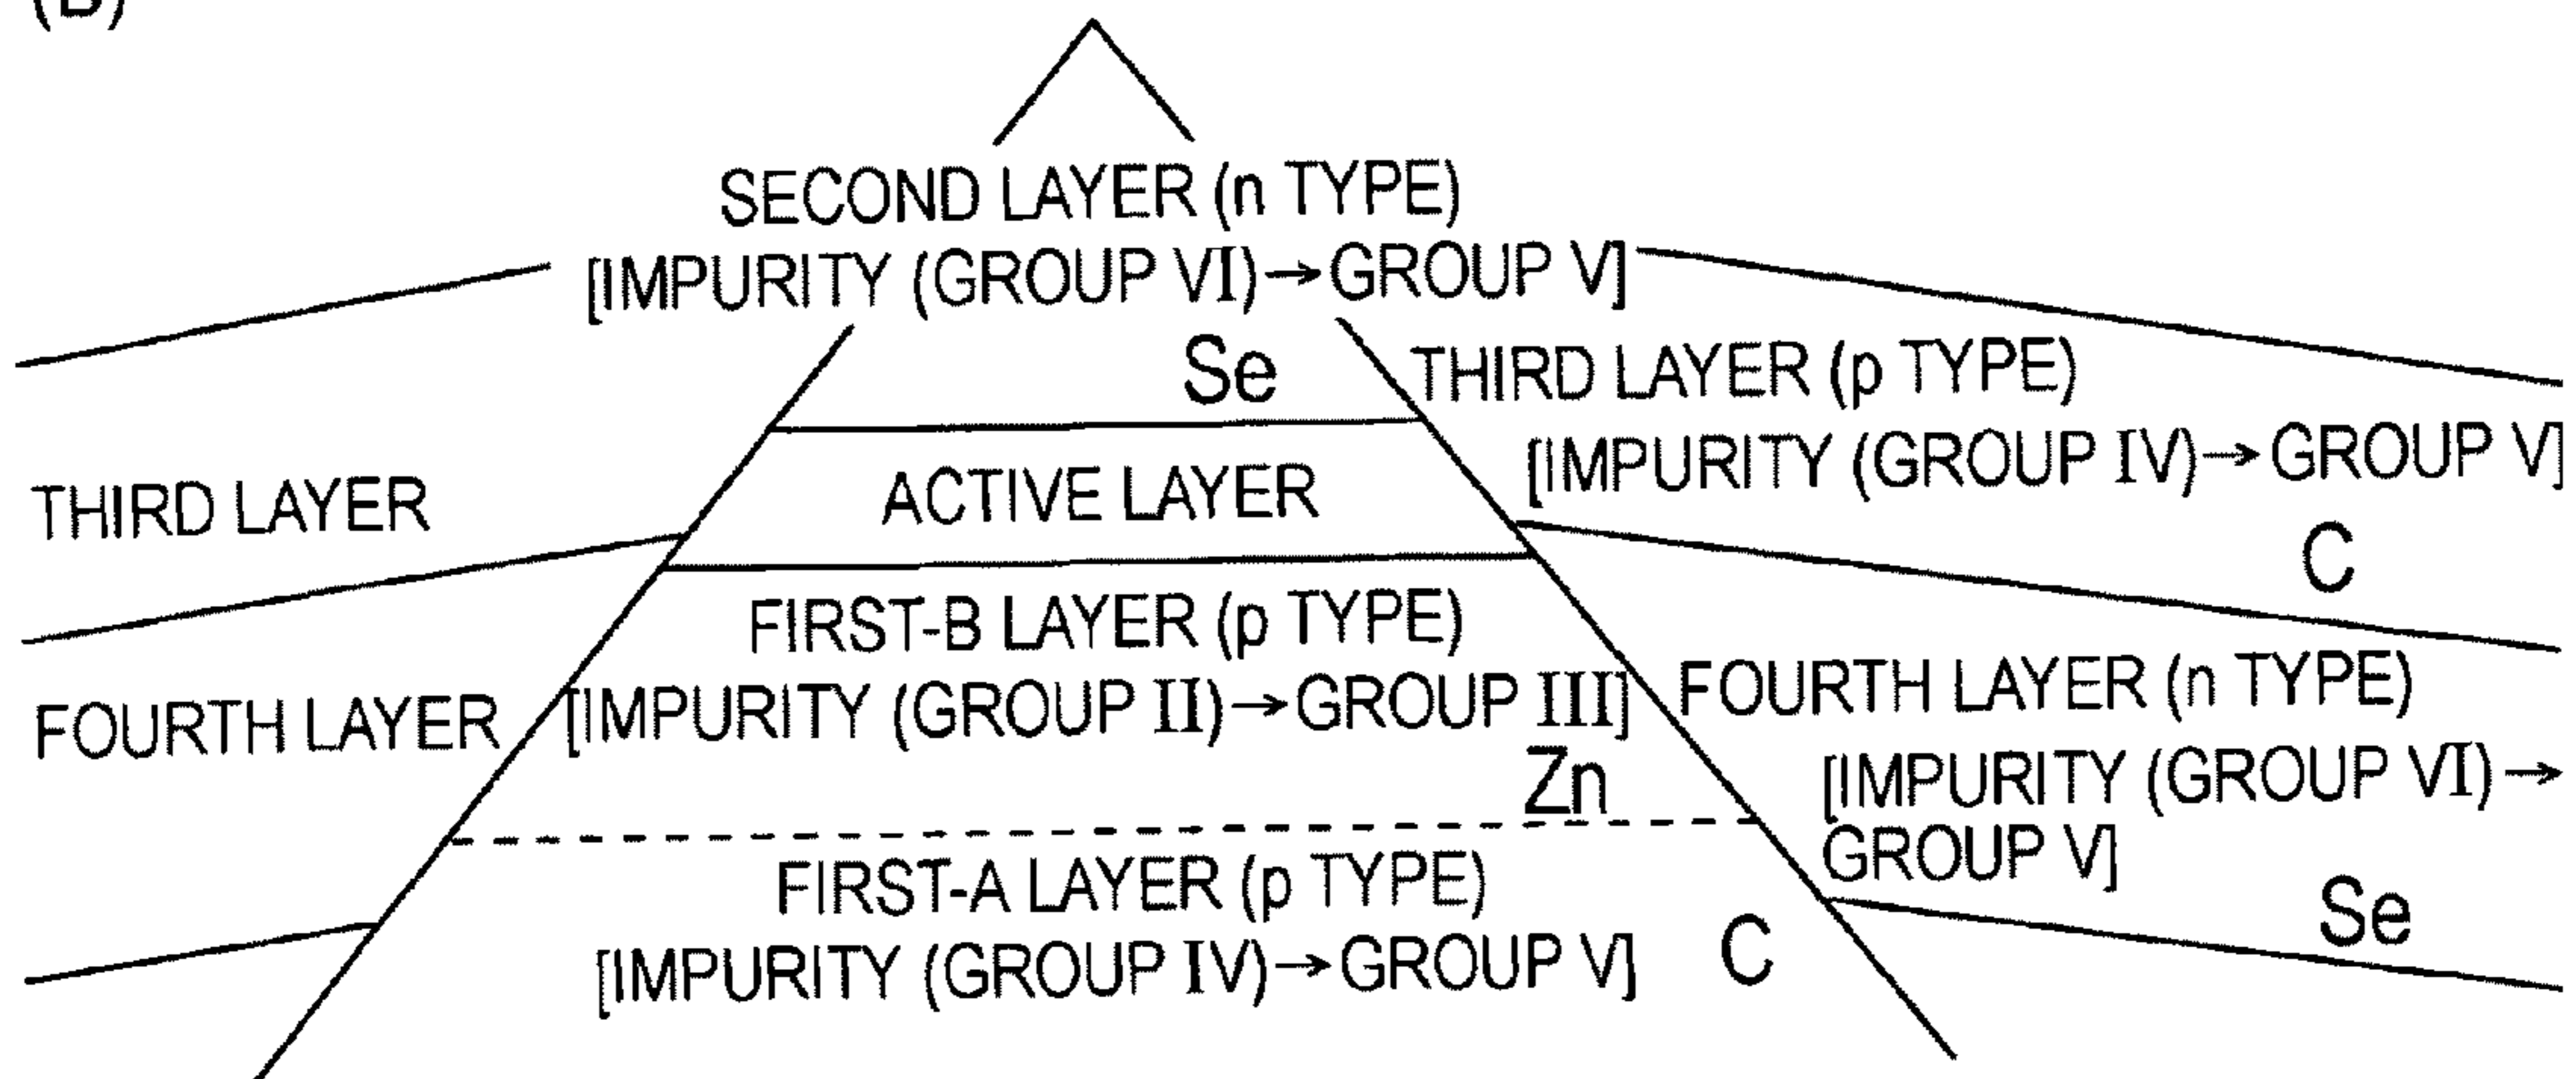 (B)
SECOND LAYER (n TYPE)
[IMPURITY (GROUP VI)→GROUP V]
Se
THIRD LAYER (p TYPE)
[IMPURITY (GROUP IV)→GROUP V]
C
THIRD LAYER
ACTIVE LAYER
FIRST-B LAYER (p TYPE)
[IMPURITY (GROUP II)→GROUP III]
Zn
FOURTH LAYER
FOURTH LAYER (n TYPE)
[IMPURITY (GROUP VI)→
GROUP V]
Se
FIRST-A LAYER (p TYPE)
[IMPURITY (GROUP IV)→GROUP V]
C